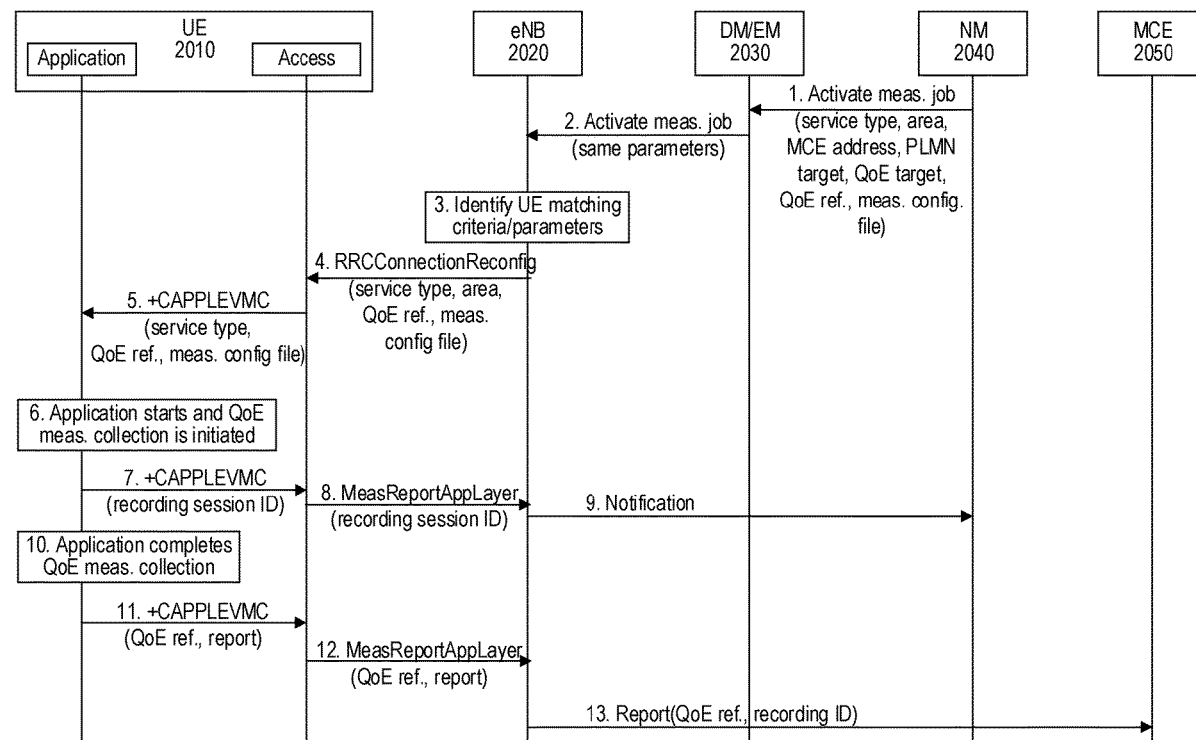 UE
2010
Application
Access
eNB
2020
DM/EM
2030
NM
2040
MCE
2050
1. Activate meas. job
(service type, area,
MCE address, PLMN
target, QoE target,
QoE ref., meas. config.
file)
2. Activate meas. job
(same parameters)
3. Identify UE matching
criteria/parameters
4. RRCConnectionReconfig
(service type, area,
QoE ref., meas.
config file)
5. +CAPPLEVMC
(service type,
QoE ref., meas. config file)
6. Application starts and QoE
meas. collection is initiated
7. +CAPPLEVMC
(recording session ID)
8. MeasReportAppLayer
(recording session ID)
9. Notification
10. Application completes
QoE meas. collection
11. +CAPPLEVMC
(QoE ref., report)
12. MeasReportAppLayer
(QoE ref., report)
13. Report(QoE ref., recording ID)